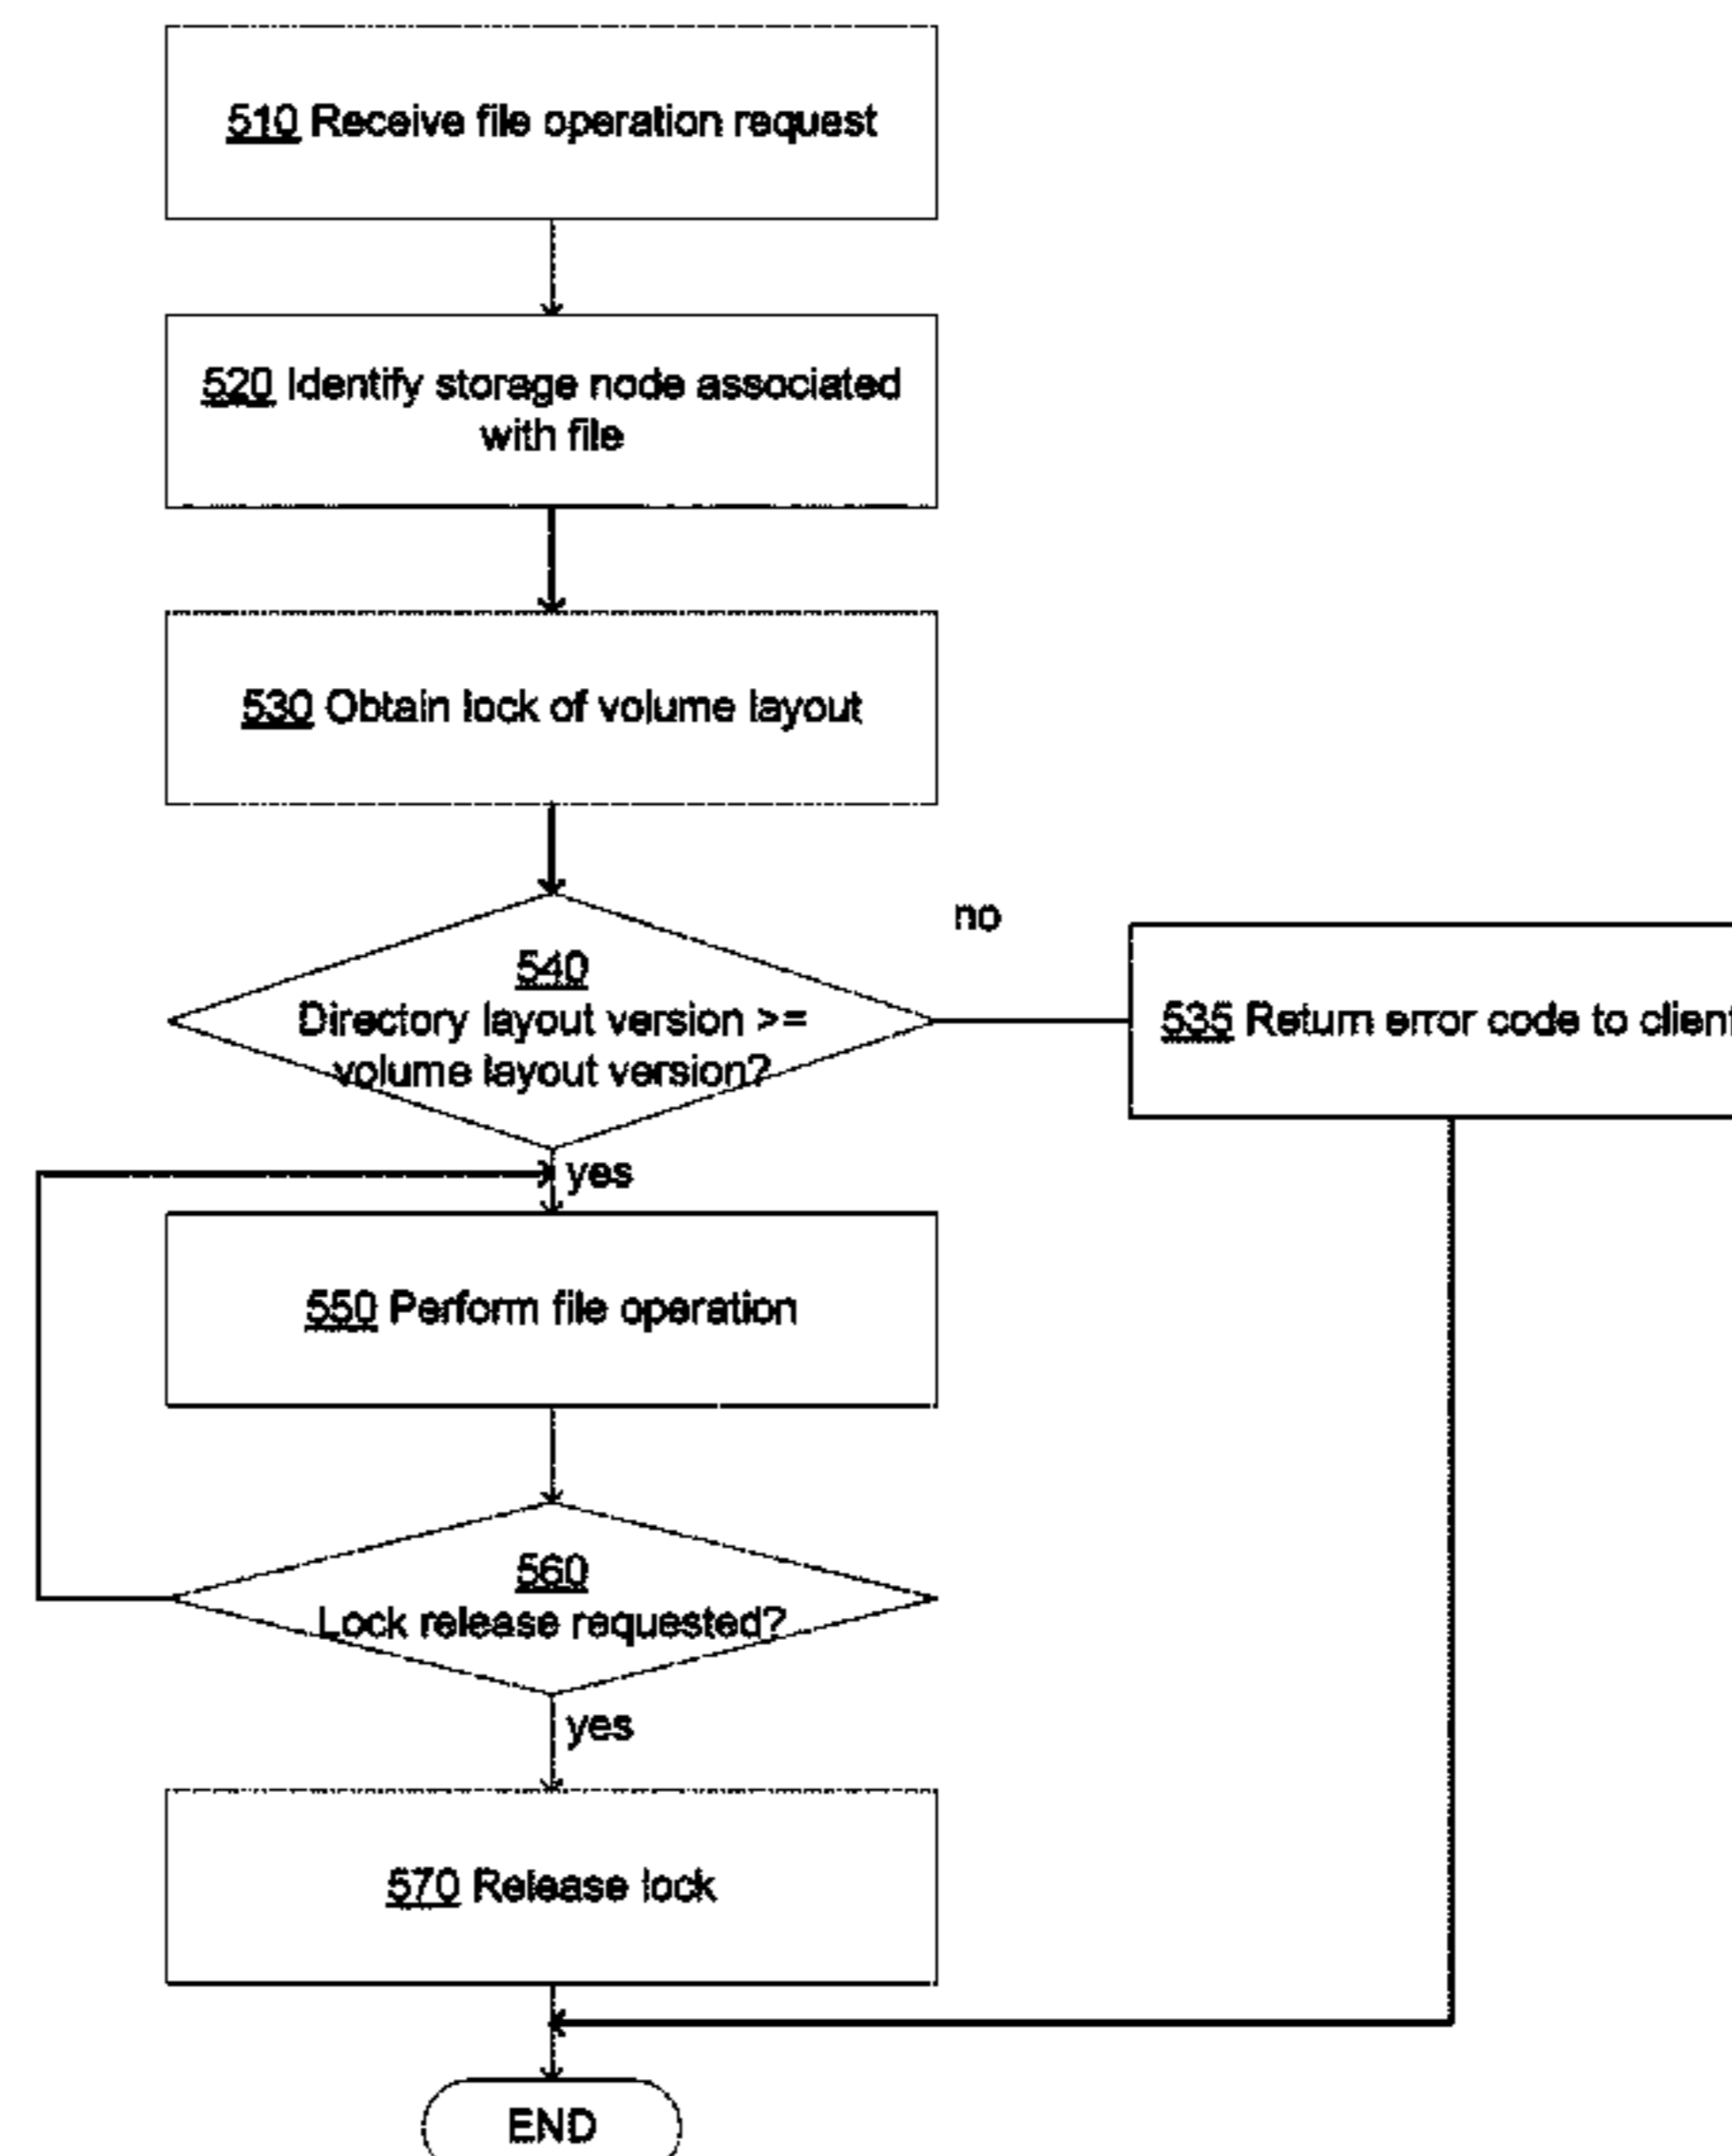 510 Receive file operation request
520 Identify storage node associated
with file
530 Obtain lock of volume layout
no
540
Directory layout version >=
volume layout version?
535 Return error code to client
yes
550 Perform file operation
560
Lock release requested?
yes
570 Release lock
END